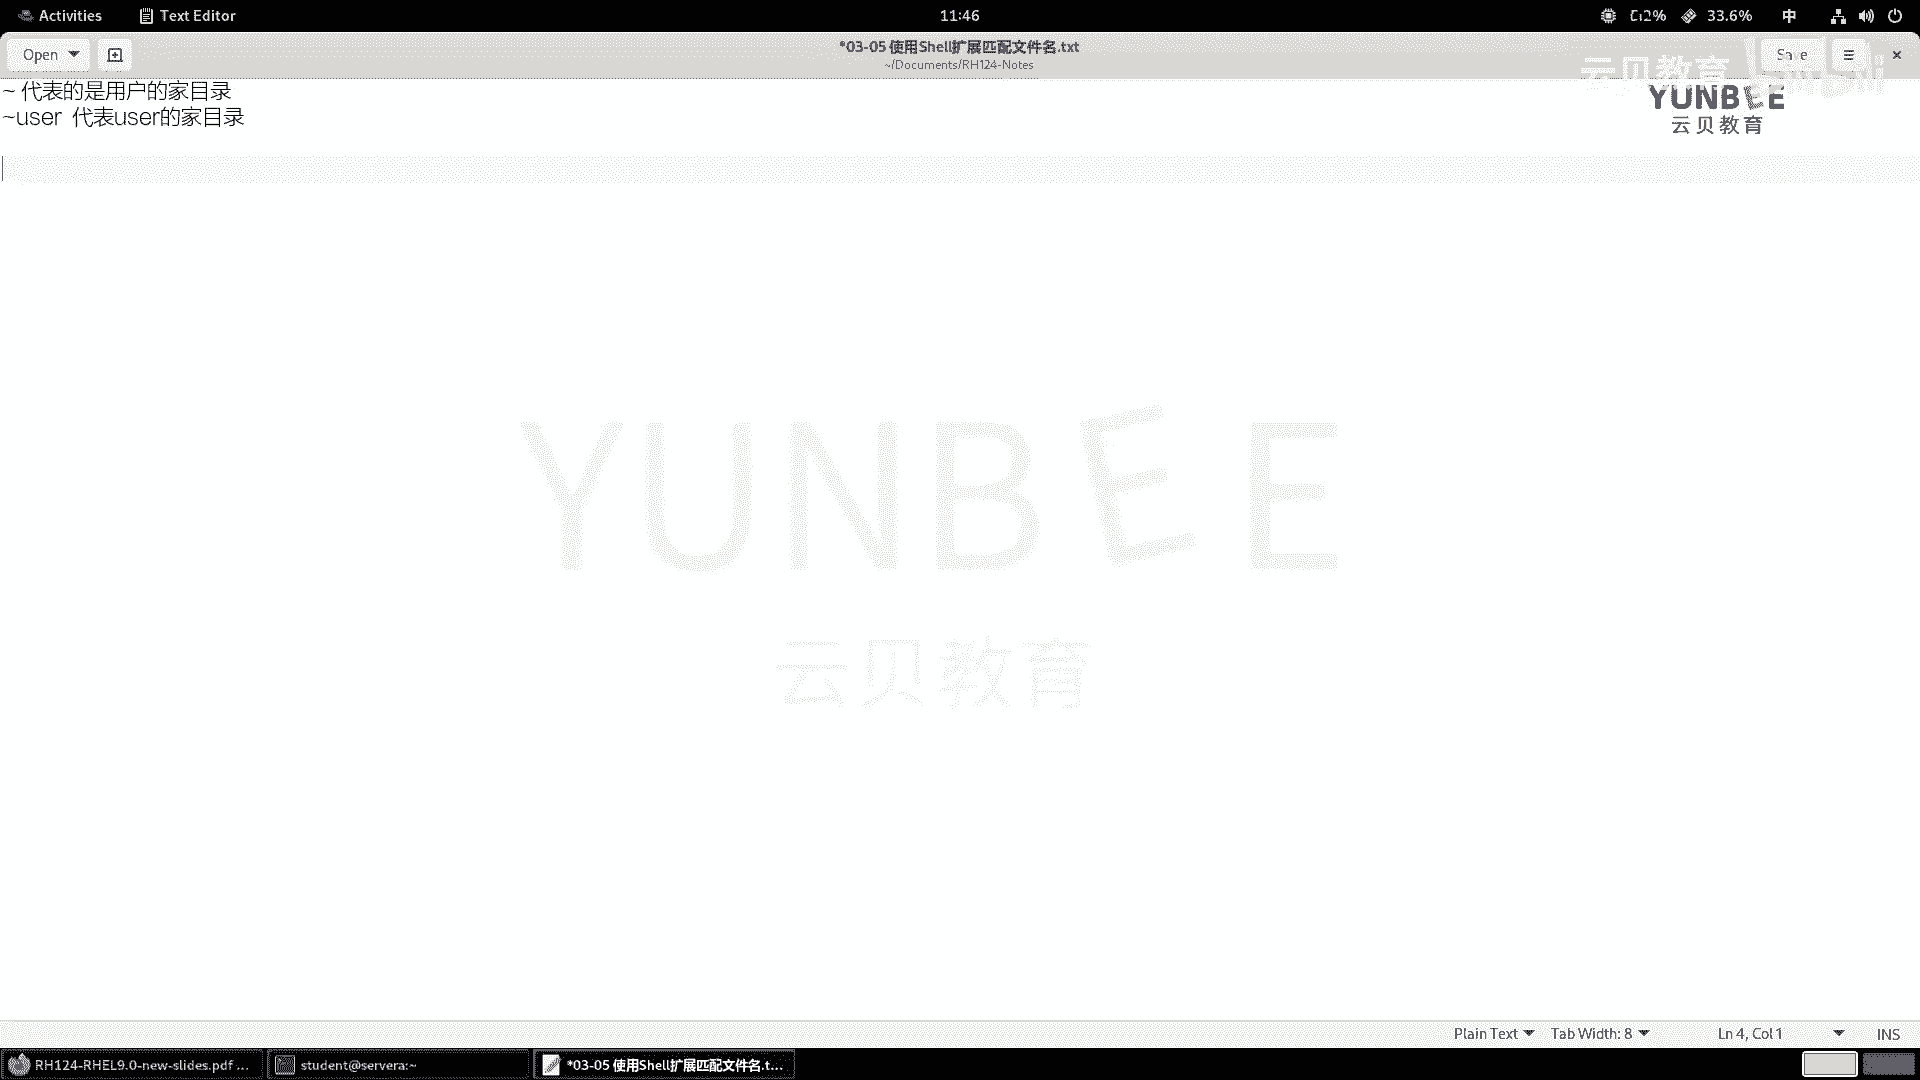 Activities
Text Editor
11:46
33.6%
中
Open
*03-05 使用Shell扩展匹配文件名.txt
~/Documents/RH124-Notes
Save
云贝教育
YUNBEE
云贝教育
~ 代表的是用户的家目录
~user 代表user的家目录
YUNBEE
云贝教育
Plain Text
Tab Width: 8
Ln 4, Col 1
INS
RH124-RHEL9.0-new-slides.pdf ...
student@servera:~
*03-05 使用Shell扩展匹配文件名.t...